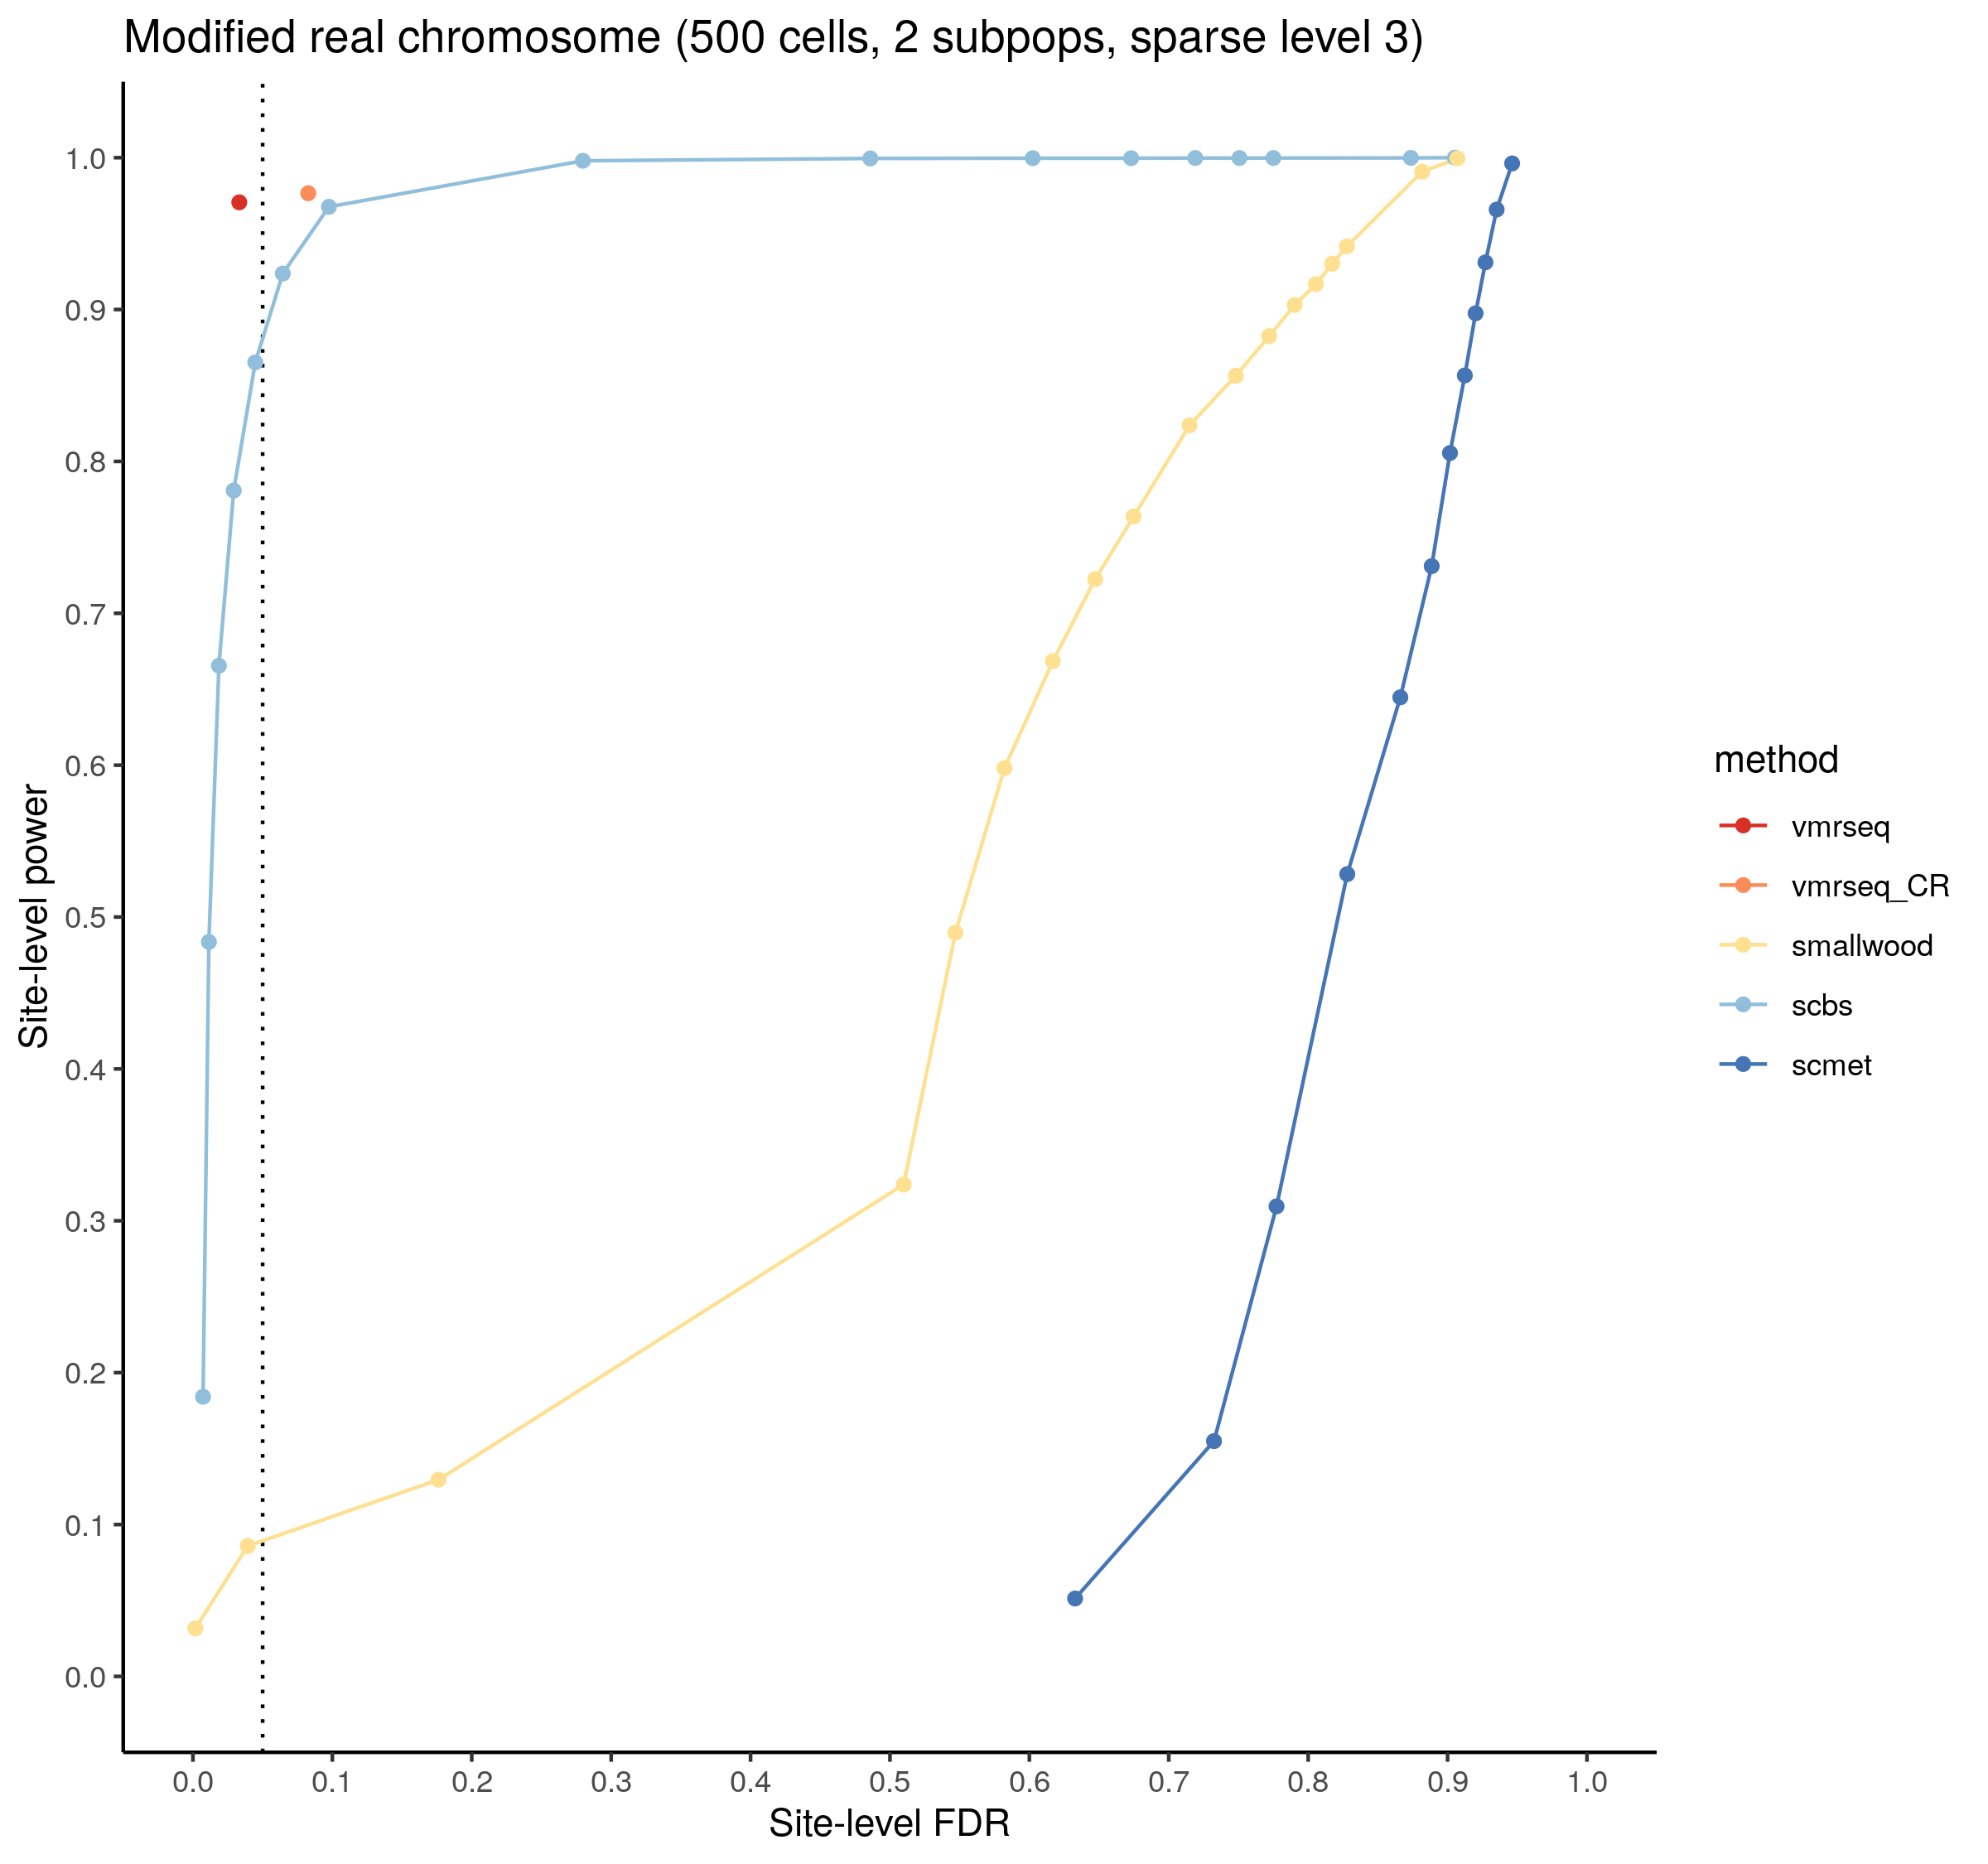 Modified real chromosome (500 cells, 2 subpops, sparse level 3)
1.0
0.9
0.8
0.7
0.6
0.5
0.4
0.3
0.2
0.1
0.0
Site-level power
0.0 0.1 0.2 0.3 0.4 0.5 0.6 0.7 0.8 0.9 1.0
Site-level FDR
method
vmrseq
vmrseq_CR
smallwood
scbs
scmet